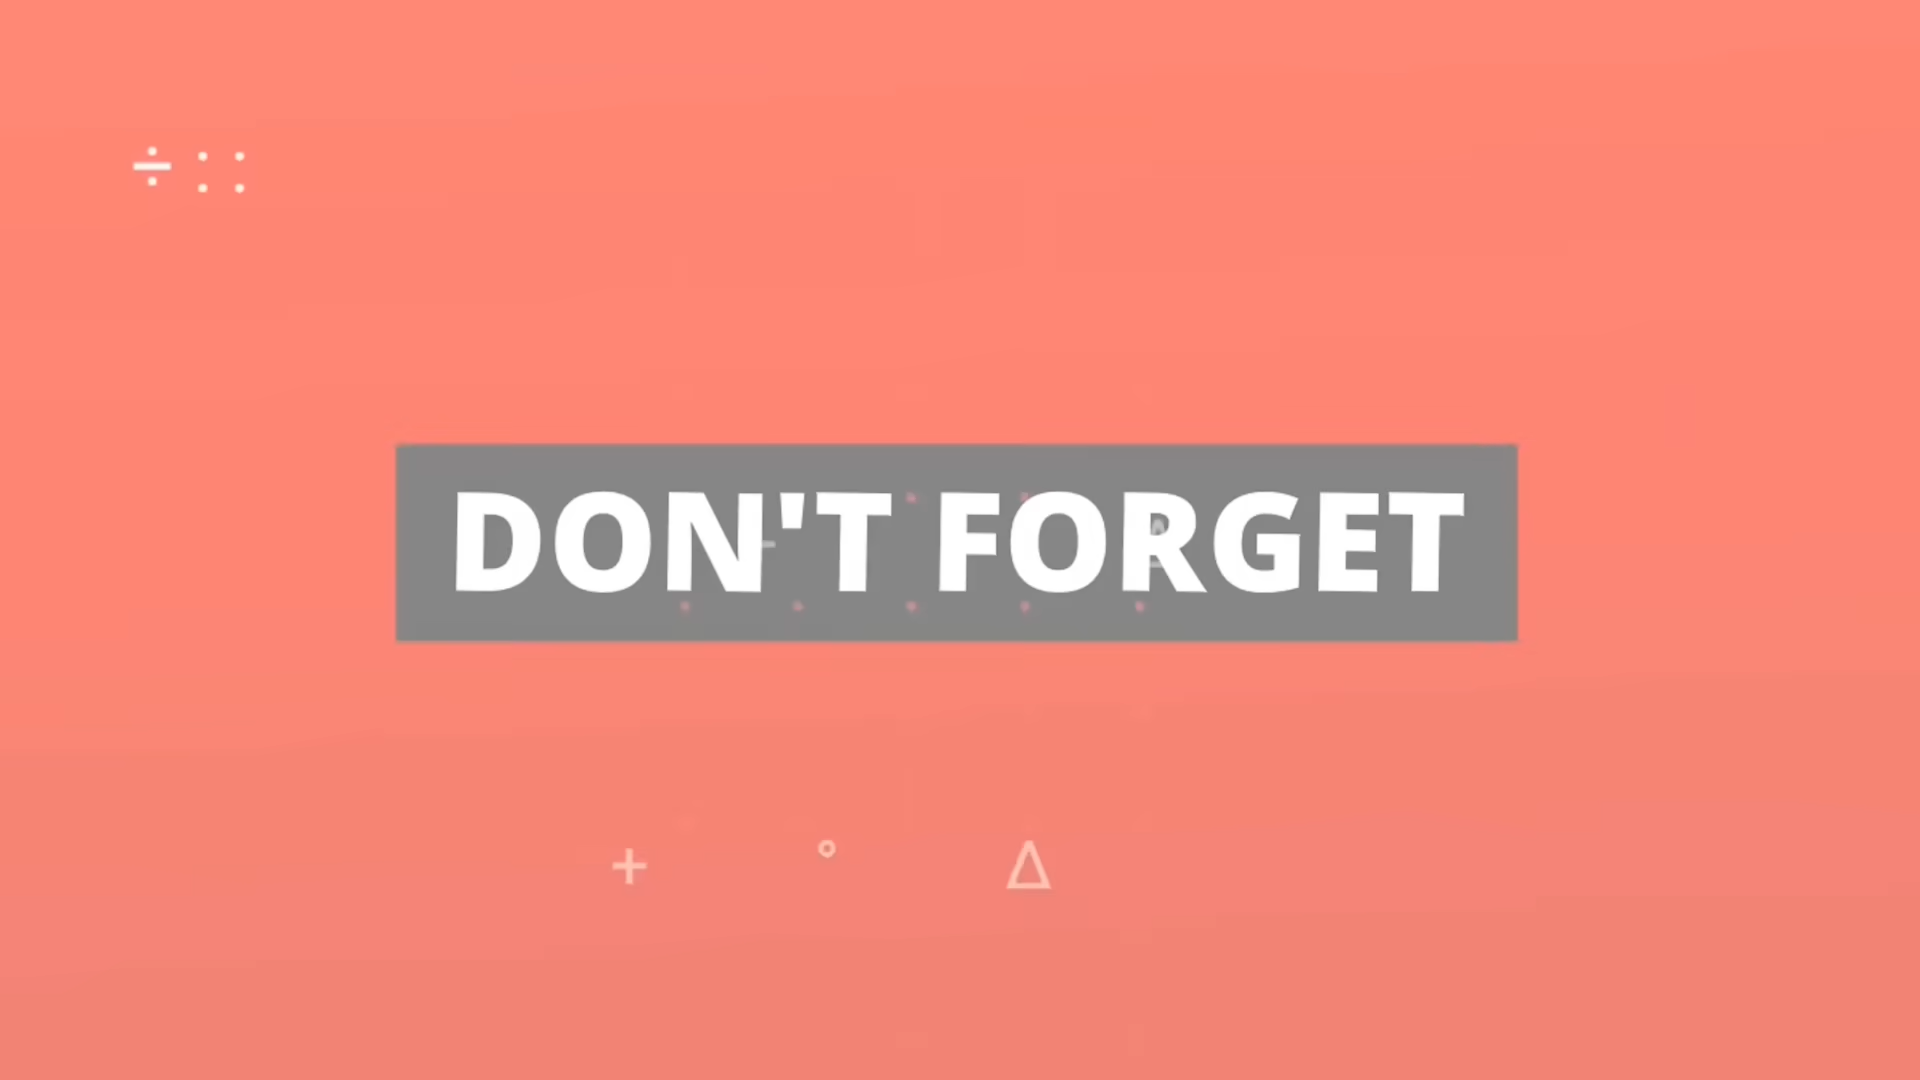 ÷ : :
DON'T FORGET
+ ° Δ